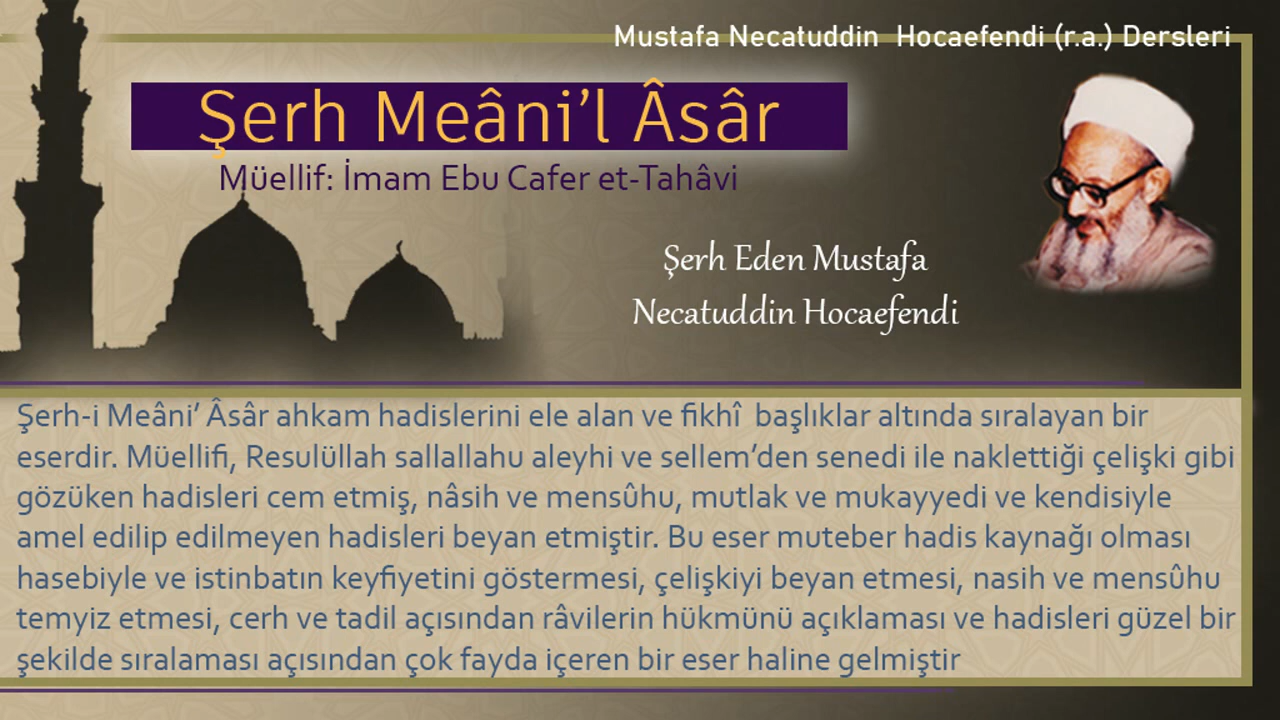 Mustafa Necatuddin Hocaefendi (r.a.) Dersleri
Şerh Meâni’l Âsâr
Müellif: İmam Ebu Cafer et-Tahâvi
Şerh Eden Mustafa
Necatuddin Hocaefendi
Şerh-i Meâni’ Âsâr ahkam hadislerini ele alan ve fikhî başlıklar altında sıralayan bir
eserdir. Müellifi, Resulüllah sallallahu aleyhi ve sellem’den senedi ile naklettiği çelişki gibi
gözüken hadisleri cem etmiş, nâsih ve mensûhu, mutlak ve mukayyedi ve kendisiyle
amel edilip edilmeyen hadisleri beyan etmiştir. Bu eser muteber hadis kaynağı olması
hasebiyle ve istinbatın keyfiyetini göstermesi, çelişkiyi beyan etmesi, nasih ve mensûhu
temyiz etmesi, cerh ve tadil açısından râvilerin hükmünü açıklaması ve hadisleri güzel bir
şekilde sıralaması açısından çok fayda içeren bir eser haline gelmiştir